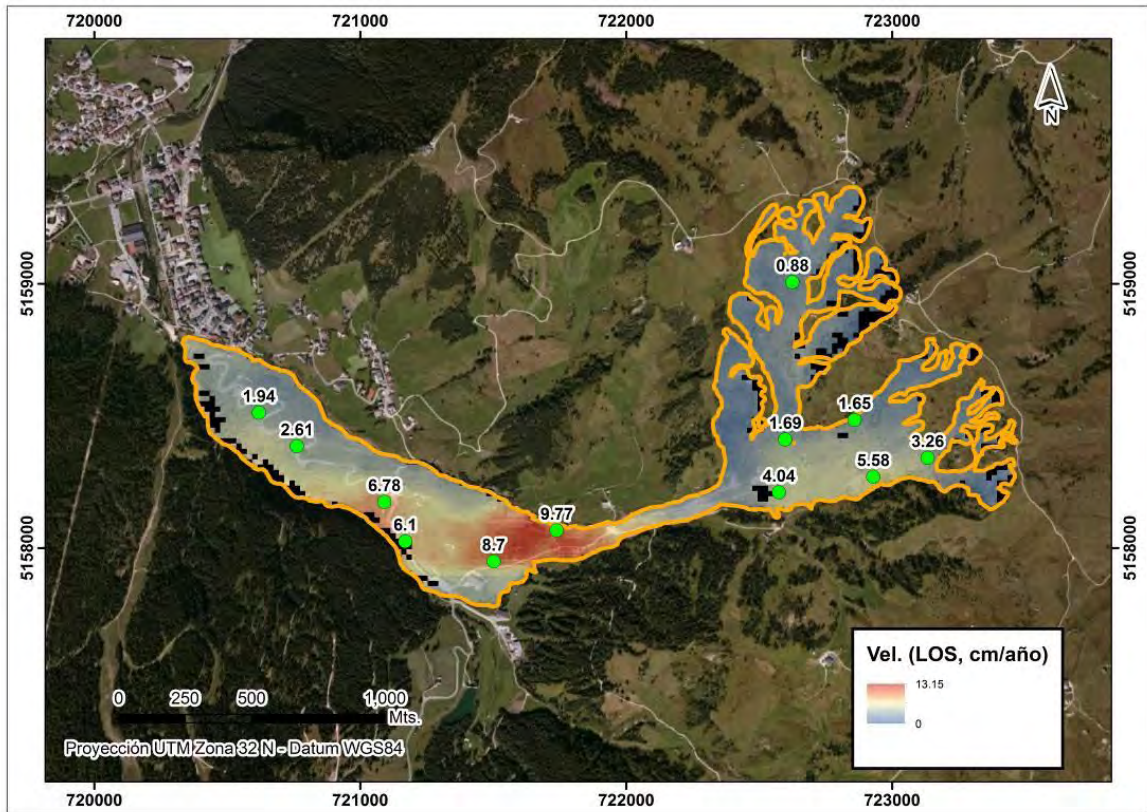 720000 721000 722000 723000
N
5159000 5159000
0.88
1.94
1.65
1.69
2.61
3.26
5.58
4.04
6.78
9.77
6.1
8.7
5158000 5158000
Vel. (LOS, cm/año)
13.15
0
0 250 500 1,000
Mts.
Proyección UTM Zona 32 N - Datum WGS84
720000 721000 722000 723000